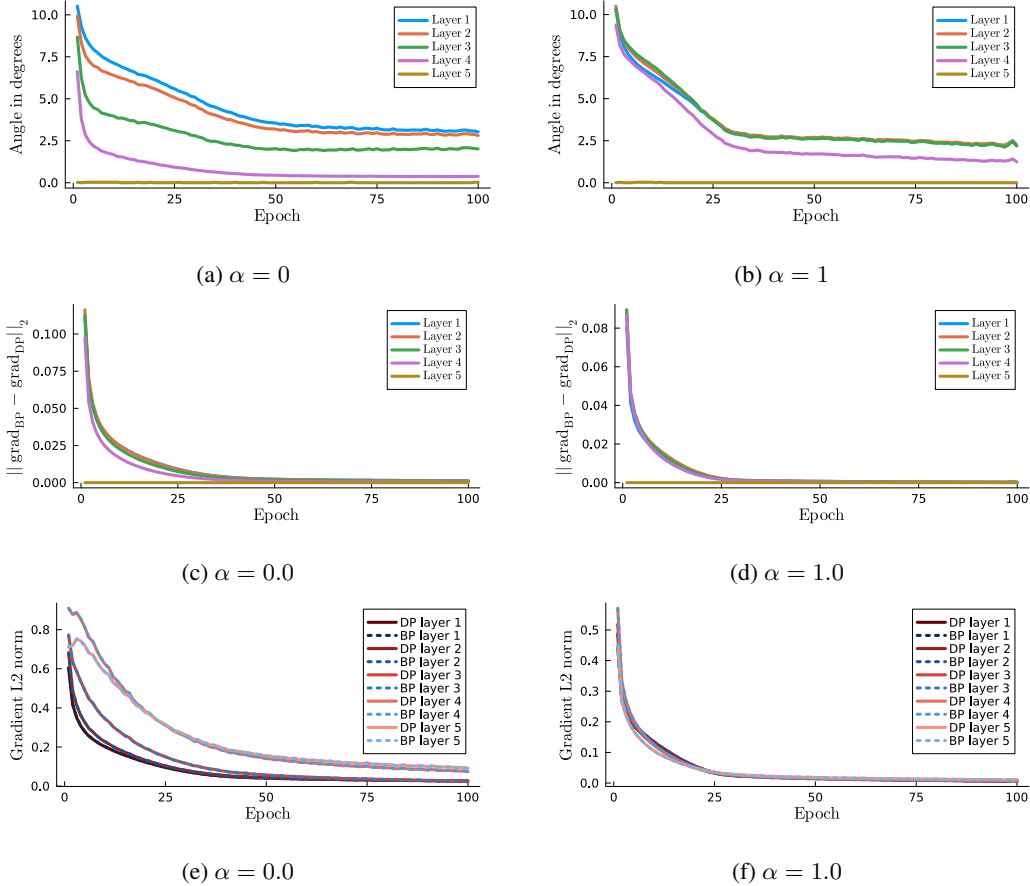 10.0
7.5
5.0
2.5
0.0
Angle in degrees
0 25 50 75 100
Epoch
Layer 1
Layer 2
Layer 3
Layer 4
Layer 5
(a) α = 0
10.0
7.5
5.0
2.5
0.0
Angle in degrees
0 25 50 75 100
Epoch
Layer 1
Layer 2
Layer 3
Layer 4
Layer 5
(b) α = 1
0.100
0.075
0.050
0.025
0.000
|| grad_BP − grad_DP||_2
0 25 50 75 100
Epoch
Layer 1
Layer 2
Layer 3
Layer 4
Layer 5
(c) α = 0.0
0.08
0.06
0.04
0.02
0.00
|| grad_BP − grad_DP||_2
0 25 50 75 100
Epoch
Layer 1
Layer 2
Layer 3
Layer 4
Layer 5
(d) α = 1.0
0.8
0.6
0.4
0.2
0.0
Gradient L2 norm
0 25 50 75 100
Epoch
DP layer 1
BP layer 1
DP layer 2
BP layer 2
DP layer 3
BP layer 3
DP layer 4
BP layer 4
DP layer 5
BP layer 5
(e) α = 0.0
0.5
0.4
0.3
0.2
0.1
0.0
Gradient L2 norm
0 25 50 75 100
Epoch
DP layer 1
BP layer 1
DP layer 2
BP layer 2
DP layer 3
BP layer 3
DP layer 4
BP layer 4
DP layer 5
BP layer 5
(f) α = 1.0